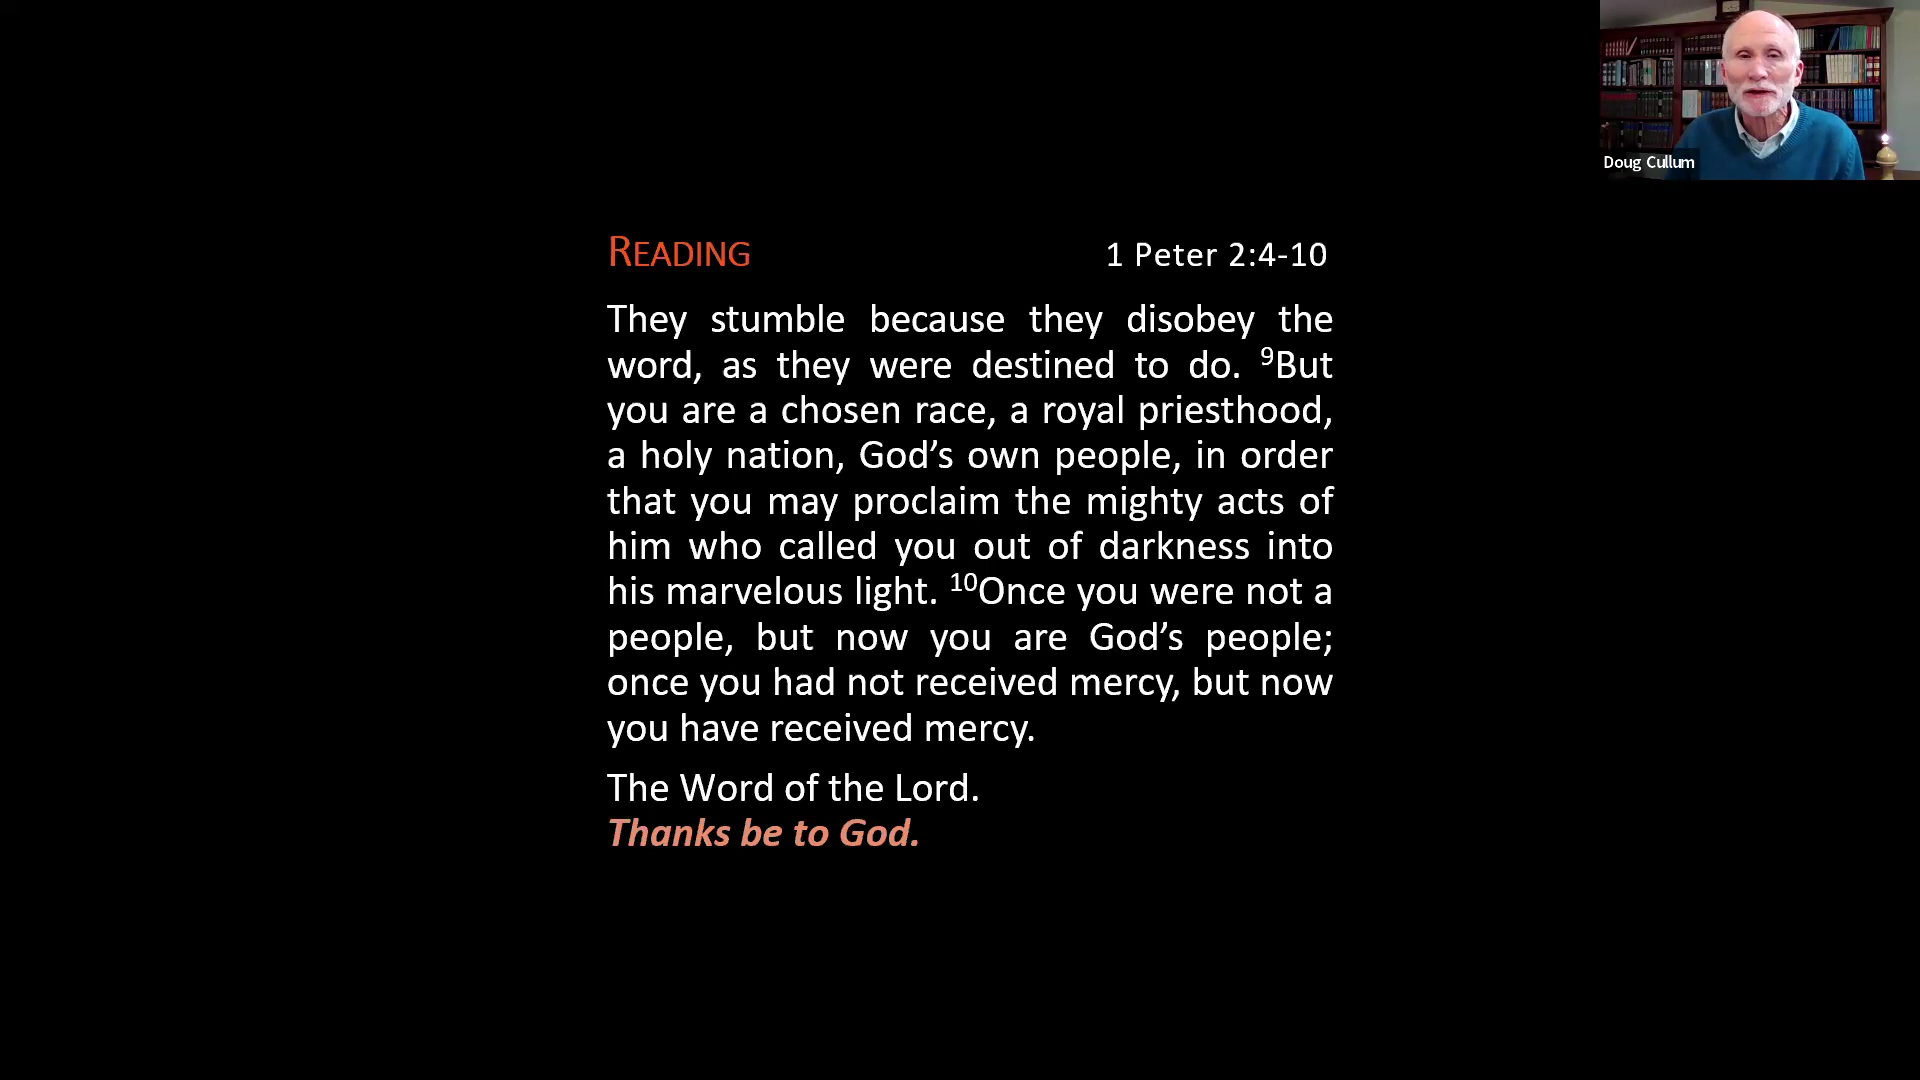 Doug Cullum
READING 1 Peter 2:4-10
They stumble because they disobey the
word, as they were destined to do. ⁹But
you are a chosen race, a royal priesthood,
a holy nation, God’s own people, in order
that you may proclaim the mighty acts of
him who called you out of darkness into
his marvelous light. ¹⁰Once you were not a
people, but now you are God’s people;
once you had not received mercy, but now
you have received mercy.
The Word of the Lord.
Thanks be to God.